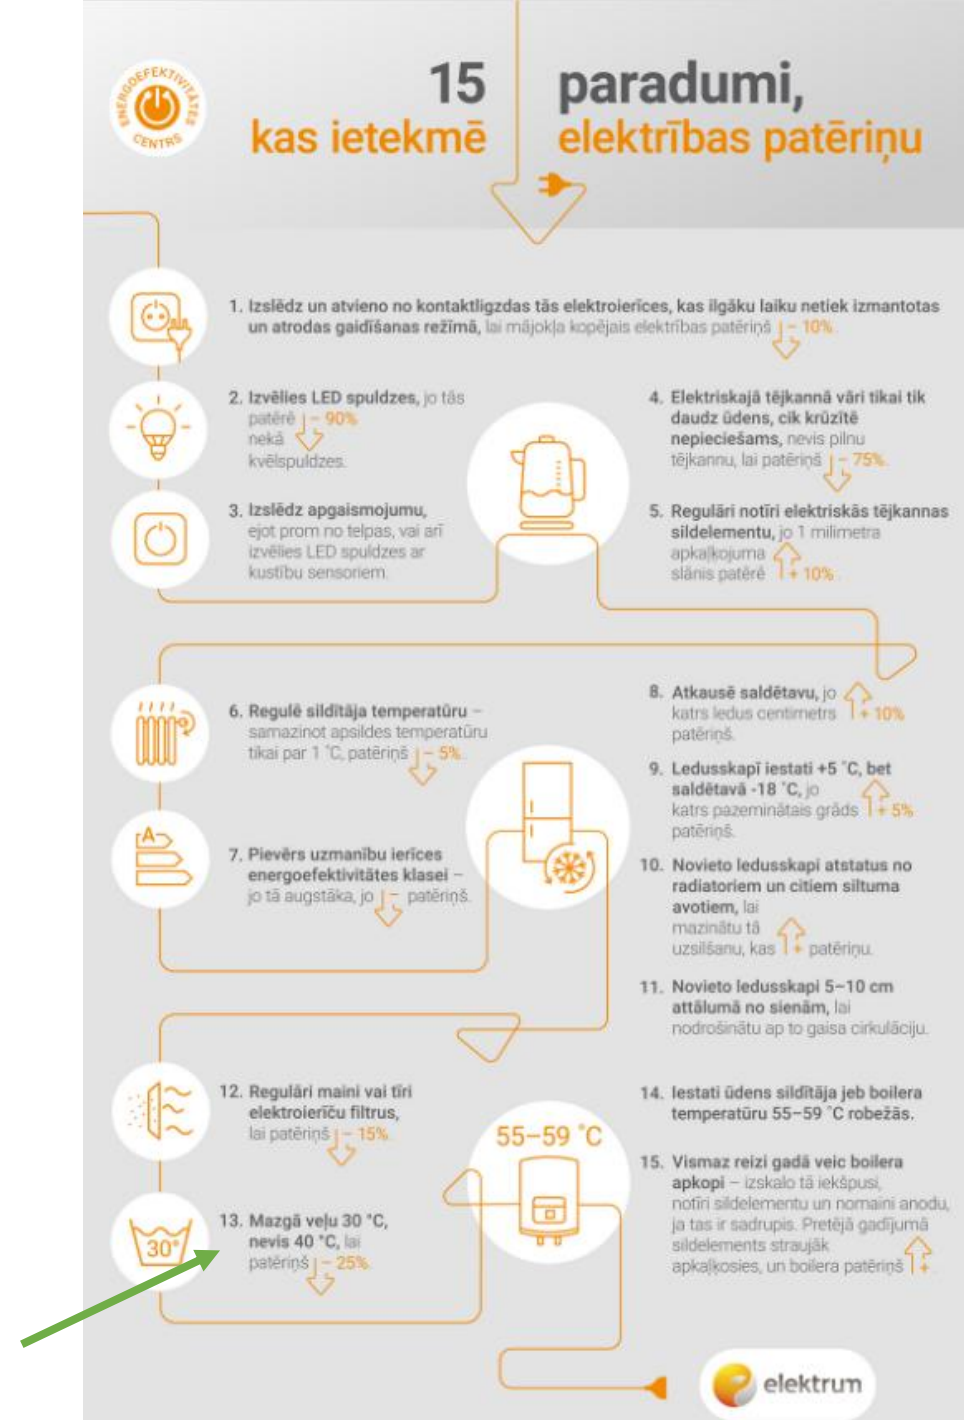 ENERGOEFEKTIVITĀTES CENTRS
15 paradumi,
kas ietekmē elektrības patēriņu
1. Izslēdz un atvieno no kontaktligzdas tās elektroierīces, kas ilgāku laiku netiek izmantotas
un atrodas gaidīšanas režīmā, lai mājokļa kopējais elektrības patēriņš – 10%.
2. Izvēlies LED spuldzes, jo tās
patērē – 90%
nekā
kvēlspuldzes.
3. Izslēdz apgaismojumu,
ejot prom no telpas, vai arī
izvēlies LED spuldzes ar
kustību sensoriem.
4. Elektriskajā tējkannā vāri tikai tik
daudz ūdens, cik krūzītē
nepieciešams, nevis pilnu
tējkannu, lai patēriņš – 75%.
5. Regulāri notīri elektriskās tējkannas
sildelementu, jo 1 milimetra
apkaļķojuma
slānis patērē + 10%.
6. Regulē sildītāja temperatūru –
samazinot apsildes temperatūru
tikai par 1 °C, patēriņš – 5%.
A
7. Pievērs uzmanību ierīces
energoefektivitātes klasei –
jo tā augstāka, jo – patēriņš.
8. Atkausē saldētavu, jo
katrs ledus centimetrs + 10%
patēriņš.
9. Ledusskapī iestati +5 °C, bet
saldētavā -18 °C, jo
katrs pazeminātais grāds + 5%
patēriņš.
10. Novieto ledusskapi atstatus no
radiatoriem un citiem siltuma
avotiem, lai
mazinātu tā
uzsilšanu, kas + patēriņu.
11. Novieto ledusskapi 5–10 cm
attālumā no sienām, lai
nodrošinātu ap to gaisa cirkulāciju.
12. Regulāri maini vai tīri
elektroierīču filtrus,
lai patēriņš – 15%.
30°
13. Mazgā veļu 30 °C,
nevis 40 °C, lai
patēriņš – 25%.
55–59 °C
14. Iestati ūdens sildītāja jeb boilera
temperatūru 55–59 °C robežās.
15. Vismaz reizi gadā veic boilera
apkopi – izskalo tā iekšpusi,
notīri sildelementu un nomaini anodu,
ja tas ir sadrupis. Pretējā gadījumā
sildelements straujāk
apkaļķosies, un boilera patēriņš +
elektrum